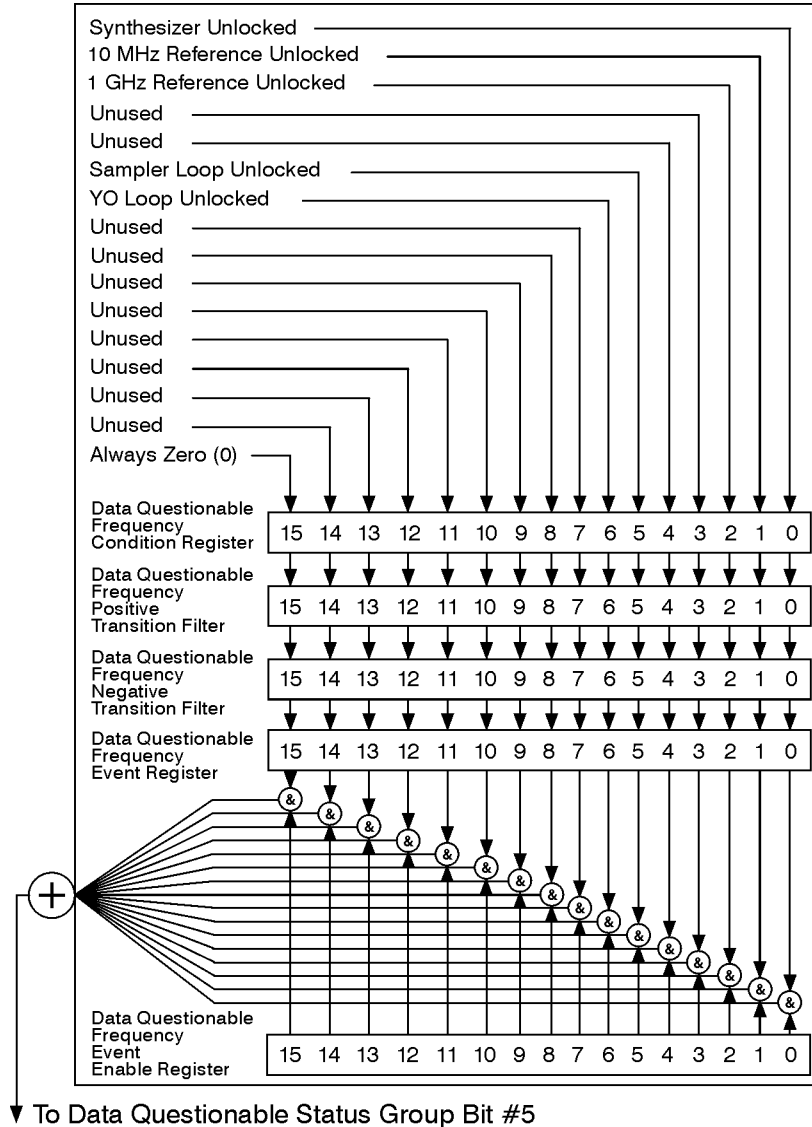 Synthesizer Unlocked
10 MHz Reference Unlocked
1 GHz Reference Unlocked
Unused
Unused
Sampler Loop Unlocked
YO Loop Unlocked
Unused
Unused
Unused
Unused
Unused
Unused
Unused
Unused
Always Zero (0)
Data Questionable
Frequency
Condition Register
15 14 13 12 11 10 9 8 7 6 5 4 3 2 1 0
Data Questionable
Frequency
Positive
Transition Filter
15 14 13 12 11 10 9 8 7 6 5 4 3 2 1 0
Data Questionable
Frequency
Negative
Transition Filter
15 14 13 12 11 10 9 8 7 6 5 4 3 2 1 0
Data Questionable
Frequency
Event Register
15 14 13 12 11 10 9 8 7 6 5 4 3 2 1 0
& & & & & & & & & & & & & & & &
+
Data Questionable
Frequency
Event
Enable Register
15 14 13 12 11 10 9 8 7 6 5 4 3 2 1 0
To Data Questionable Status Group Bit #5